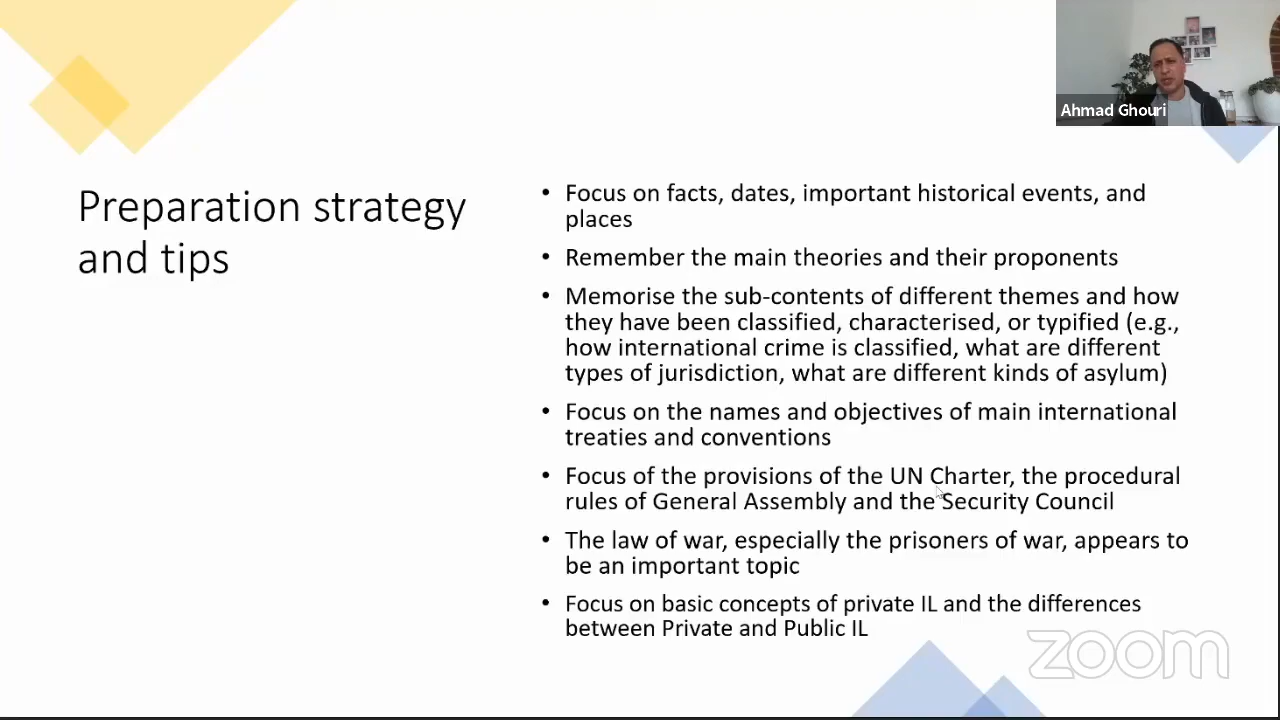 Ahmad Ghouri
Preparation strategy
and tips
• Focus on facts, dates, important historical events, and
places
• Remember the main theories and their proponents
• Memorise the sub-contents of different themes and how
they have been classified, characterised, or typified (e.g.,
how international crime is classified, what are different
types of jurisdiction, what are different kinds of asylum)
• Focus on the names and objectives of main international
treaties and conventions
• Focus of the provisions of the UN Charter, the procedural
rules of General Assembly and the Security Council
• The law of war, especially the prisoners of war, appears to
be an important topic
• Focus on basic concepts of private IL and the differences
between Private and Public IL
zoom